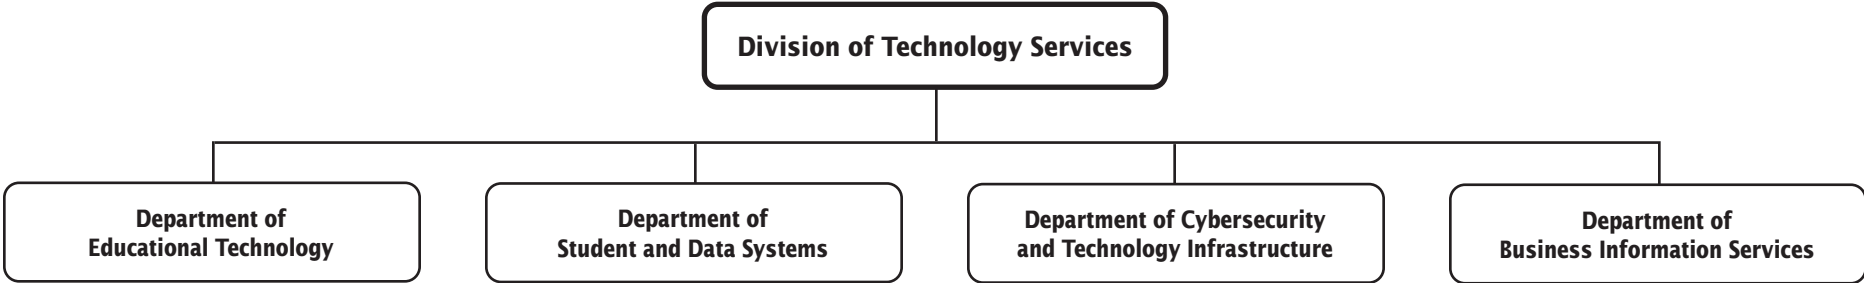 Division of Technology Services
Department of
Educational Technology
Department of
Student and Data Systems
Department of Cybersecurity
and Technology Infrastructure
Department of
Business Information Services